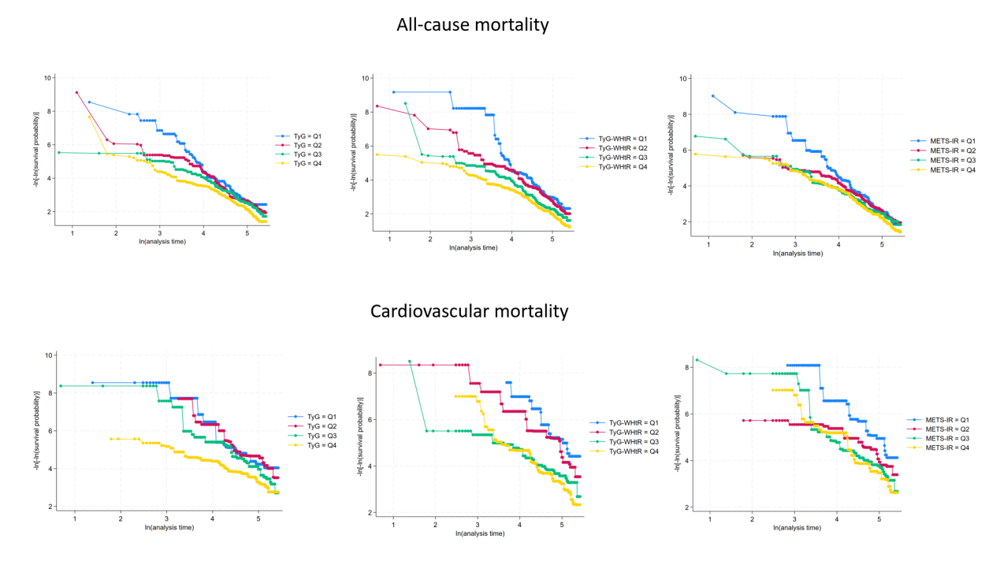 All-cause mortality
-ln[-ln(survival probability)]
10
8
6
4
2
1 2 3 4 5
ln(analysis time)
TyG = Q1
TyG = Q2
TyG = Q3
TyG = Q4
-ln[-ln(survival probability)]
10
8
6
4
2
1 2 3 4 5
ln(analysis time)
TyG-WHtR = Q1
TyG-WHtR = Q2
TyG-WHtR = Q3
TyG-WHtR = Q4
-ln[-ln(survival probability)]
10
8
6
4
2
1 2 3 4 5
ln(analysis time)
METS-IR = Q1
METS-IR = Q2
METS-IR = Q3
METS-IR = Q4
Cardiovascular mortality
-ln[-ln(survival probability)]
10
8
6
4
2
1 2 3 4 5
ln(analysis time)
TyG = Q1
TyG = Q2
TyG = Q3
TyG = Q4
-ln[-ln(survival probability)]
8
6
4
2
1 2 3 4 5
ln(analysis time)
TyG-WHtR = Q1
TyG-WHtR = Q2
TyG-WHtR = Q3
TyG-WHtR = Q4
-ln[-ln(survival probability)]
8
6
4
2
1 2 3 4 5
ln(analysis time)
METS-IR = Q1
METS-IR = Q2
METS-IR = Q3
METS-IR = Q4